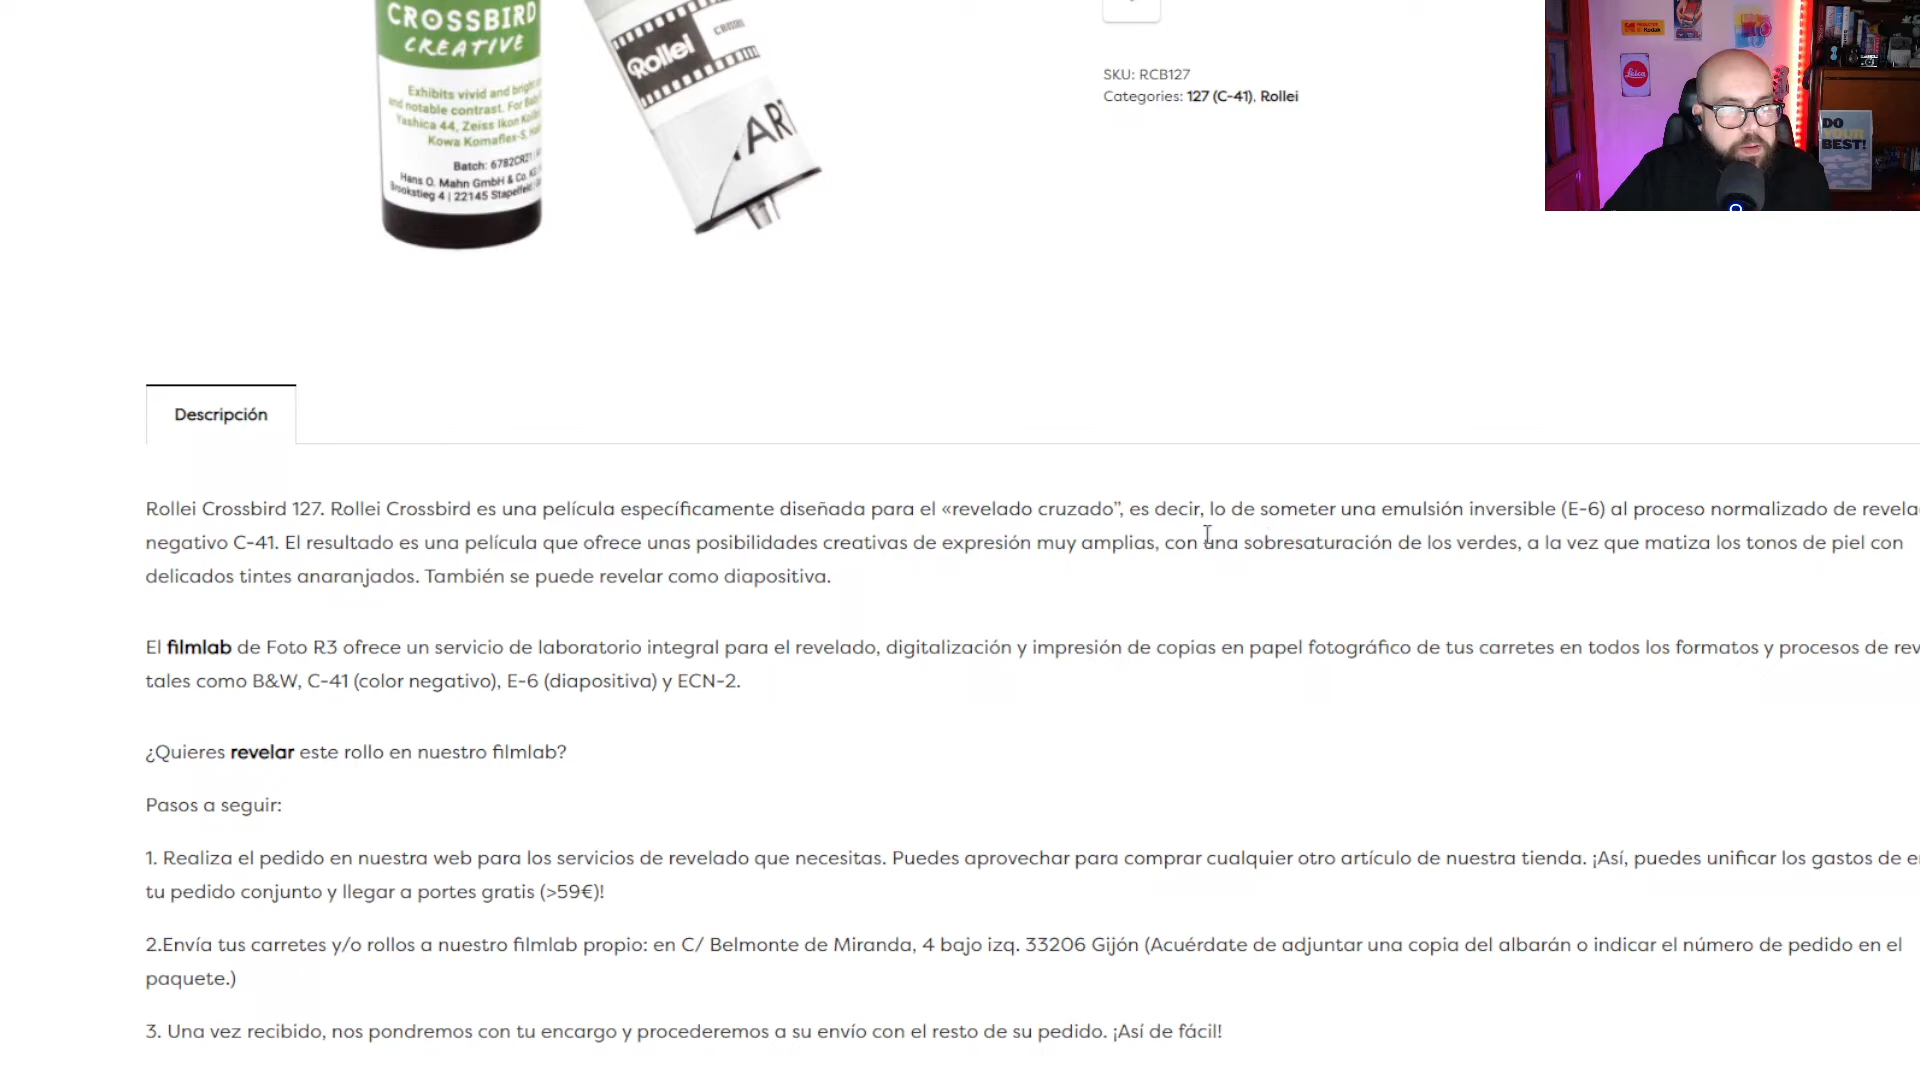 CROSSBIRD
CREATIVE
Exhibits vivid and
and notable contrast. For
Yashica 44, Zeiss Ikon
Kowa Komaflex-S,
Batch: 6782CR21
Hans O. Mahn GmbH & Co.
Brookstieg 4 | 22145 Stapelfeld
Rollei
SKU: RCB127
Categories: 127 (C-41), Rollei
Kodak
Leica
DO
YOUR
BEST!
Descripción
Rollei Crossbird 127. Rollei Crossbird es una película específicamente diseñada para el «revelado cruzado”, es decir, lo de someter una emulsión inversible (E-6) al proceso normalizado de revela
negativo C-41. El resultado es una película que ofrece unas posibilidades creativas de expresión muy amplias, con una sobresaturación de los verdes, a la vez que matiza los tonos de piel con
delicados tintes anaranjados. También se puede revelar como diapositiva.
El filmlab de Foto R3 ofrece un servicio de laboratorio integral para el revelado, digitalización y impresión de copias en papel fotográfico de tus carretes en todos los formatos y procesos de rev
tales como B&W, C-41 (color negativo), E-6 (diapositiva) y ECN-2.
¿Quieres revelar este rollo en nuestro filmlab?
Pasos a seguir:
1. Realiza el pedido en nuestra web para los servicios de revelado que necesitas. Puedes aprovechar para comprar cualquier otro artículo de nuestra tienda. ¡Así, puedes unificar los gastos de e
tu pedido conjunto y llegar a portes gratis (>59€)!
2.Envía tus carretes y/o rollos a nuestro filmlab propio: en C/ Belmonte de Miranda, 4 bajo izq. 33206 Gijón (Acuérdate de adjuntar una copia del albarán o indicar el número de pedido en el
paquete.)
3. Una vez recibido, nos pondremos con tu encargo y procederemos a su envío con el resto de su pedido. ¡Así de fácil!